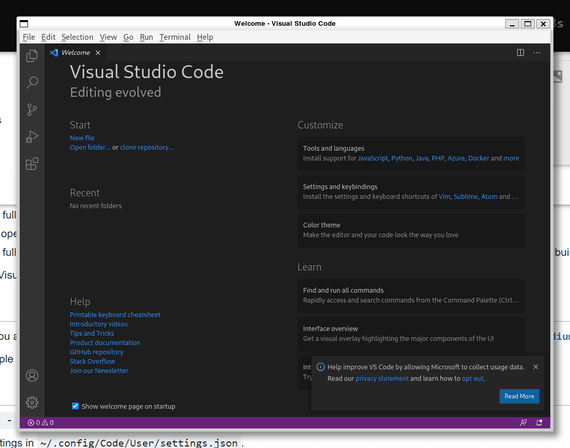 Welcome - Visual Studio Code
File Edit Selection View Go Run Terminal Help
Welcome
Visual Studio Code
Editing evolved
Start
New file
Open folder... or clone repository...
Recent
No recent folders
Help
Printable keyboard cheatsheet
Introductory videos
Tips and Tricks
Product documentation
GitHub repository
Stack Overflow
Join our Newsletter
Show welcome page on startup
Customize
Tools and languages
Install support for JavaScript, Python, Java, PHP, Azure, Docker and more
Settings and keybindings
Install the settings and keyboard shortcuts of Vim, Sublime, Atom and ...
Color theme
Make the editor and your code look the way you love
Learn
Find and run all commands
Rapidly access and search commands from the Command Palette (Ctrl...
Interface overview
Get a visual overlay highlighting the major components of the UI
Help improve VS Code by allowing Microsoft to collect usage data.
Read our privacy statement and learn how to opt out.
Read More
0 0
full
ope
full
bui
Visu
ou a
ple
tings in ~/.config/Code/User/settings.json .